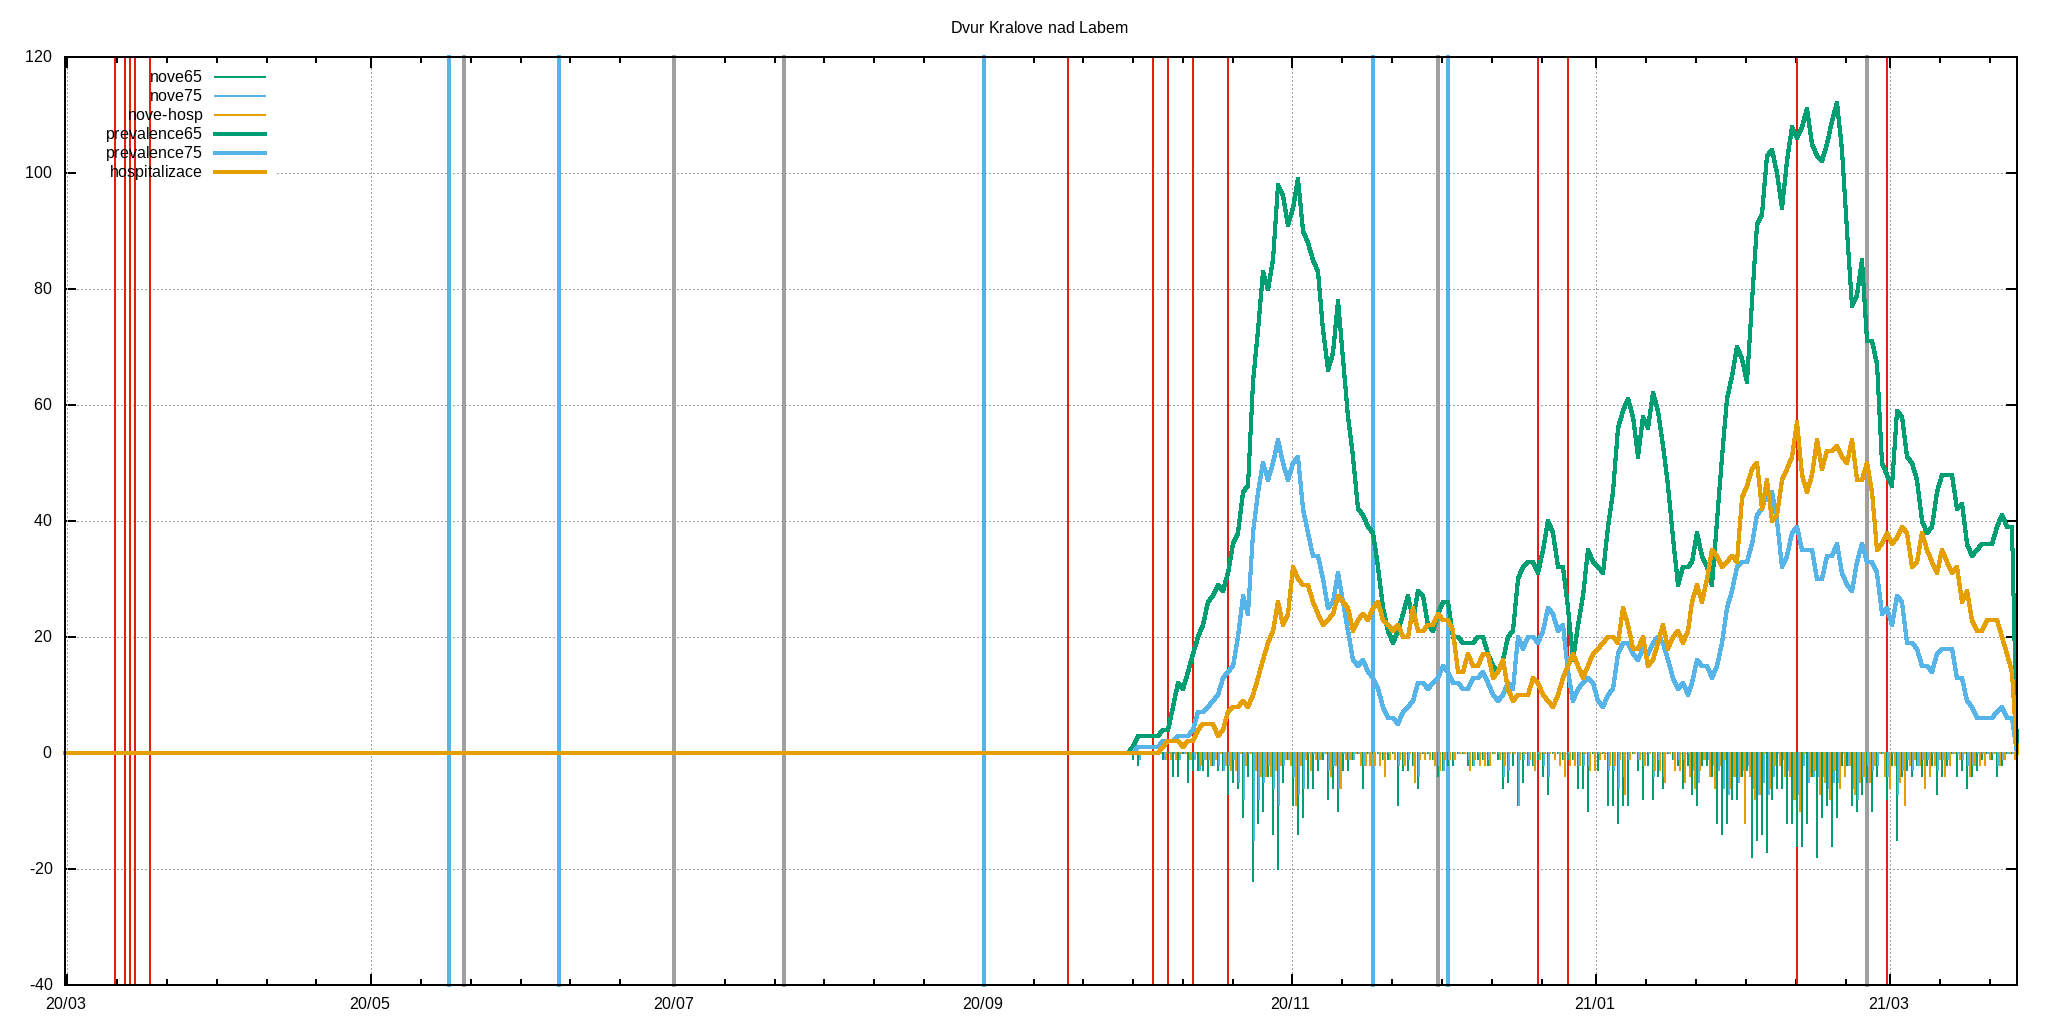 Dvur Kralove nad Labem
120
100
80
60
40
20
0
-20
-40
nove65
nove75
nove-hosp
prevalence65
prevalence75
hospitalizace
20/03 20/05 20/07 20/09 20/11 21/01 21/03